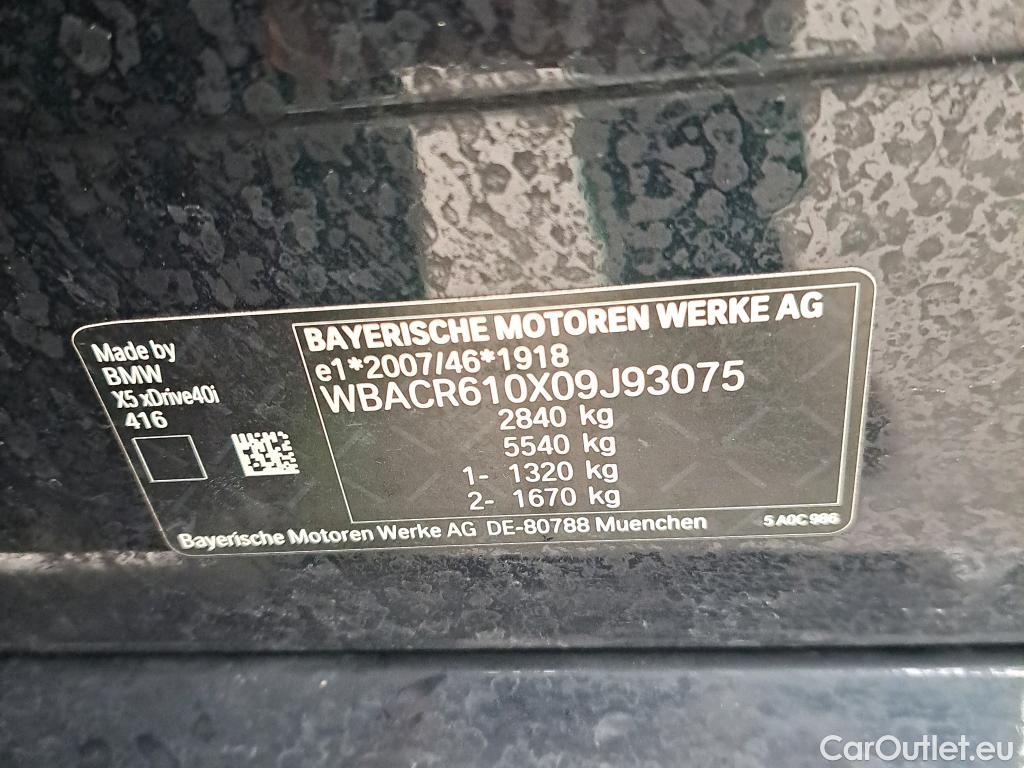 BAYERISCHE MOTOREN WERKE AG
e1*2007/46*1918
WBACR610X09J93075
2840 kg
5540 kg
1- 1320 kg
2- 1670 kg
Made by
BMW
X5 xDrive40i
416
Bayerische Motoren Werke AG DE-80788 Muenchen
5 A0C 986
CarOutlet.eu